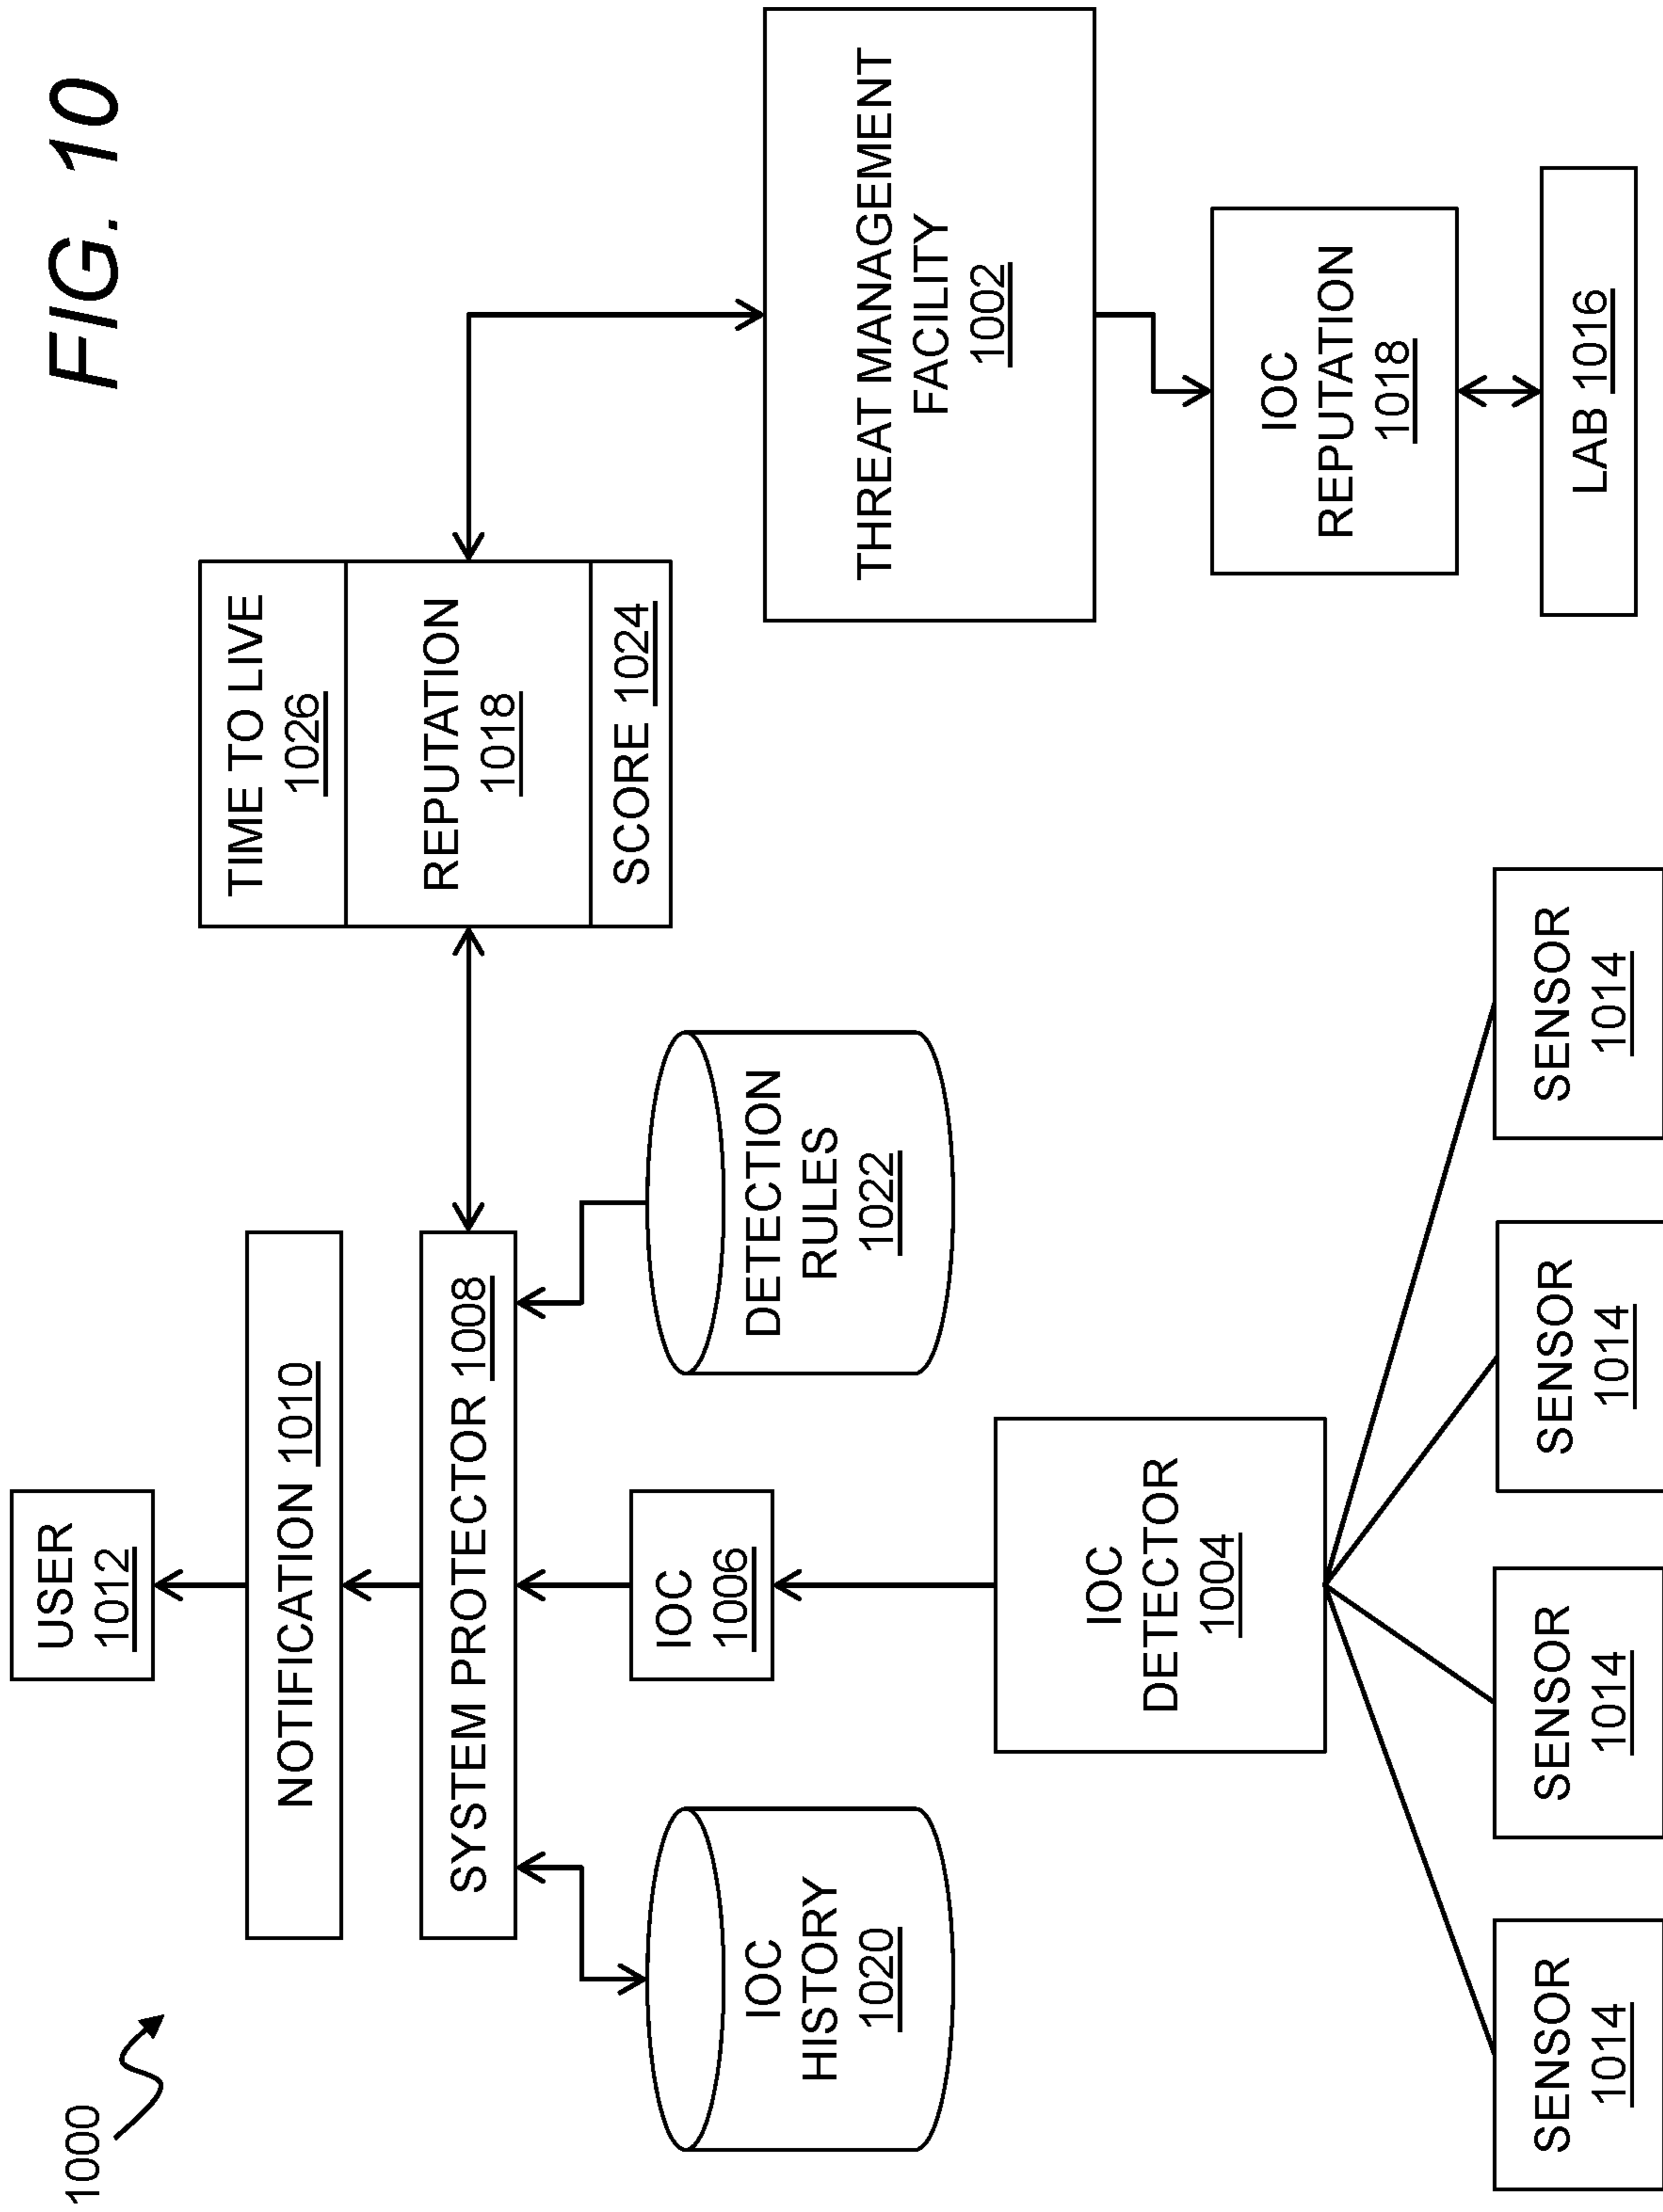 FIG. 10
1000
USER
1012
NOTIFICATION 1010
SYSTEM PROTECTOR 1008
TIME TO LIVE
1026
REPUTATION
1018
SCORE 1024
IOC
1006
IOC
HISTORY
1020
DETECTION
RULES
1022
THREAT MANAGEMENT
FACILITY
1002
IOC
DETECTOR
1004
IOC
REPUTATION
1018
SENSOR
1014
SENSOR
1014
SENSOR
1014
SENSOR
1014
LAB 1016